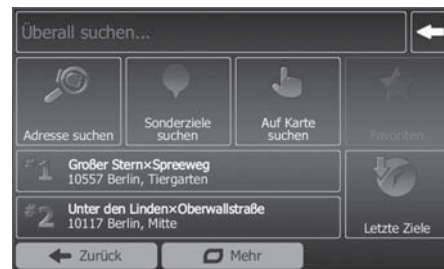 Überall suchen...
Adresse suchen
Sonderziele
suchen
Auf Karte
suchen
Favoriten
#1 Großer Stern×Spreeweg
10557 Berlin, Tiergarten
#2 Unter den Linden×Oberwallstraße
10117 Berlin, Mitte
Letzte Ziele
Zurück
Mehr